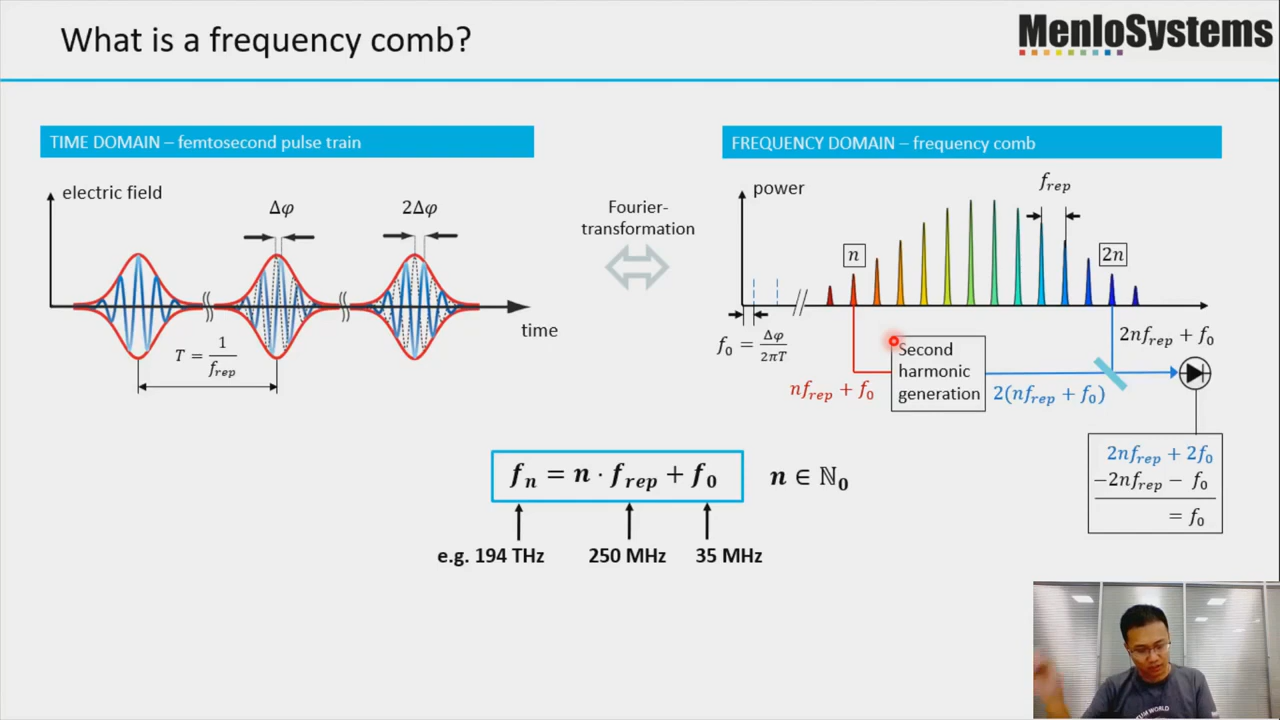 What is a frequency comb?
MenloSystems
TIME DOMAIN – femtosecond pulse train
electric field
Δφ
2Δφ
T = 1/f_rep
time
Fourier-
transformation
FREQUENCY DOMAIN – frequency comb
power
f_rep
n
2n
f_0 = Δφ/2πT
2nf_rep + f_0
Second
harmonic
generation
nf_rep + f_0
2(nf_rep + f_0)
2nf_rep + 2f_0
−2nf_rep − f_0
= f_0
f_n = n · f_rep + f_0
n ∈ ℕ_0
e.g. 194 THz
250 MHz
35 MHz
WORLD